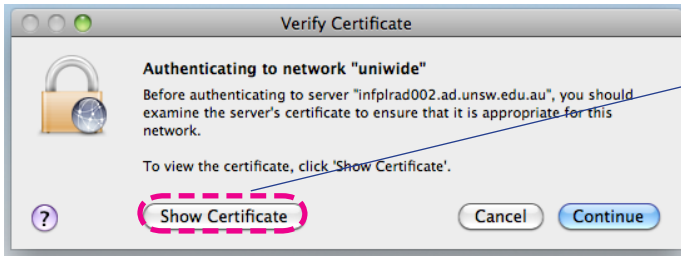 Verify Certificate
Authenticating to network "uniwide"
Before authenticating to server "infplrad002.ad.unsw.edu.au", you should
examine the server's certificate to ensure that it is appropriate for this
network.
To view the certificate, click 'Show Certificate'.
?
Show Certificate
Cancel
Continue